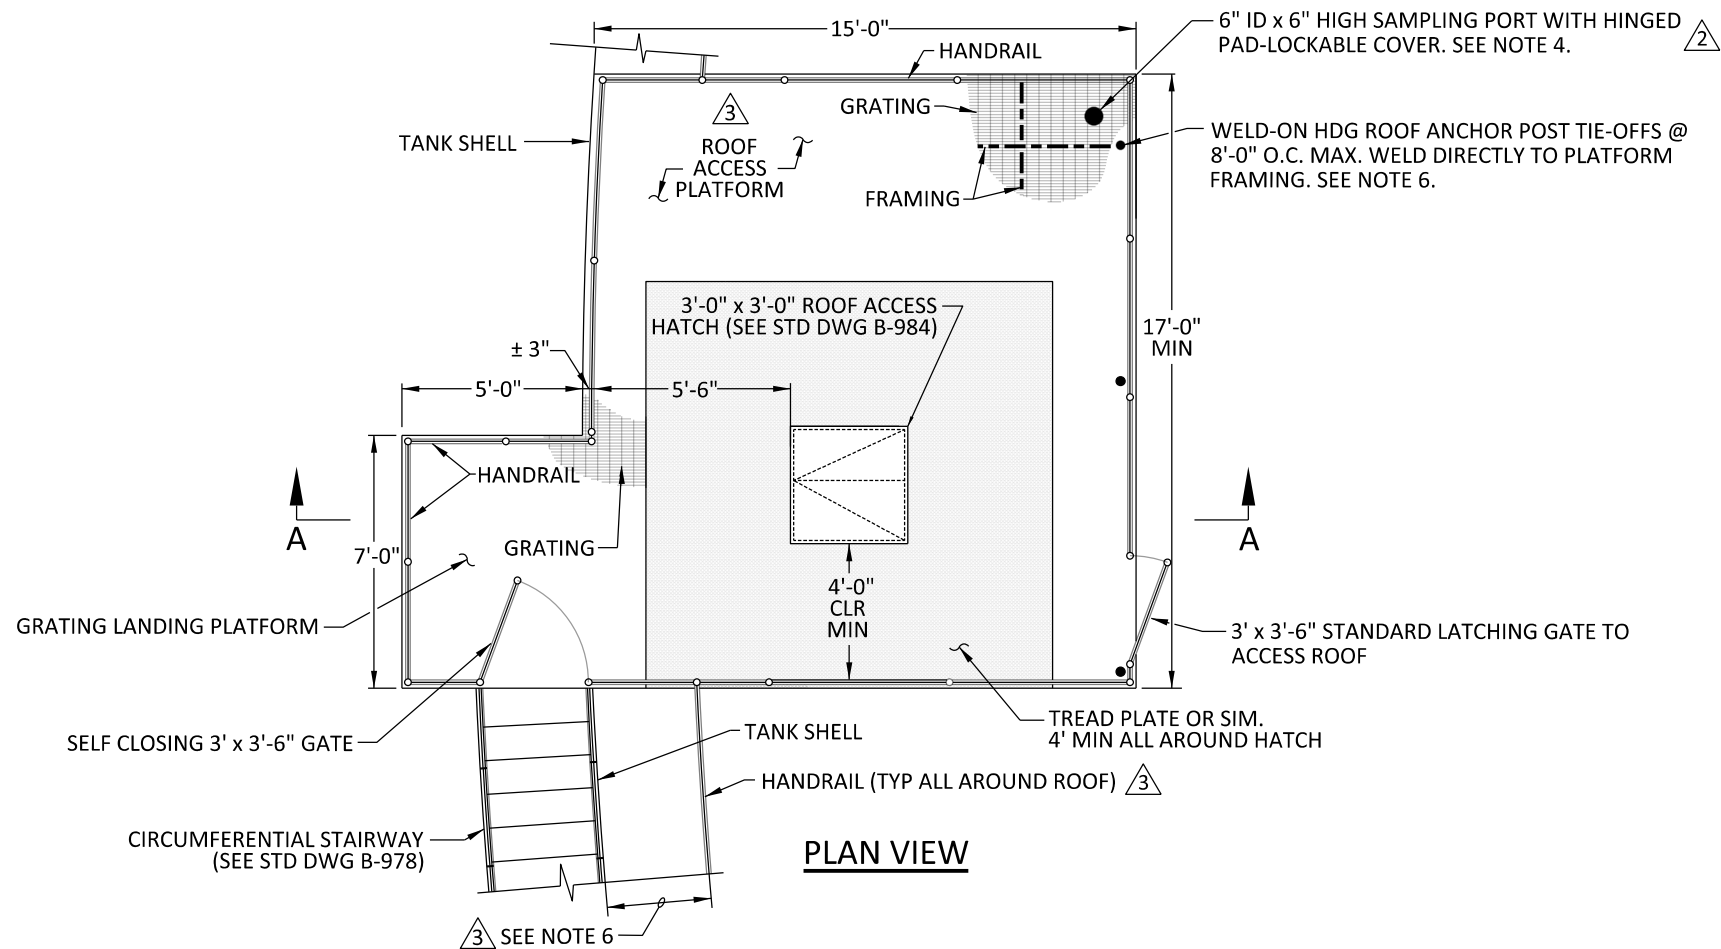 15'-0"
HANDRAIL
6" ID x 6" HIGH SAMPLING PORT WITH HINGED
PAD-LOCKABLE COVER. SEE NOTE 4.
2
GRATING
3
ROOF
ACCESS
PLATFORM
TANK SHELL
WELD-ON HDG ROOF ANCHOR POST TIE-OFFS @
8'-0" O.C. MAX. WELD DIRECTLY TO PLATFORM
FRAMING. SEE NOTE 6.
FRAMING
3'-0" x 3'-0" ROOF ACCESS
HATCH (SEE STD DWG B-984)
17'-0"
MIN
± 3"
5'-0"
5'-6"
HANDRAIL
A
A
GRATING
7'-0"
4'-0"
CLR
MIN
GRATING LANDING PLATFORM
3' x 3'-6" STANDARD LATCHING GATE TO
ACCESS ROOF
SELF CLOSING 3' x 3'-6" GATE
TREAD PLATE OR SIM.
4' MIN ALL AROUND HATCH
TANK SHELL
HANDRAIL (TYP ALL AROUND ROOF)
3
CIRCUMFERENTIAL STAIRWAY
(SEE STD DWG B-978)
PLAN VIEW
3
SEE NOTE 6